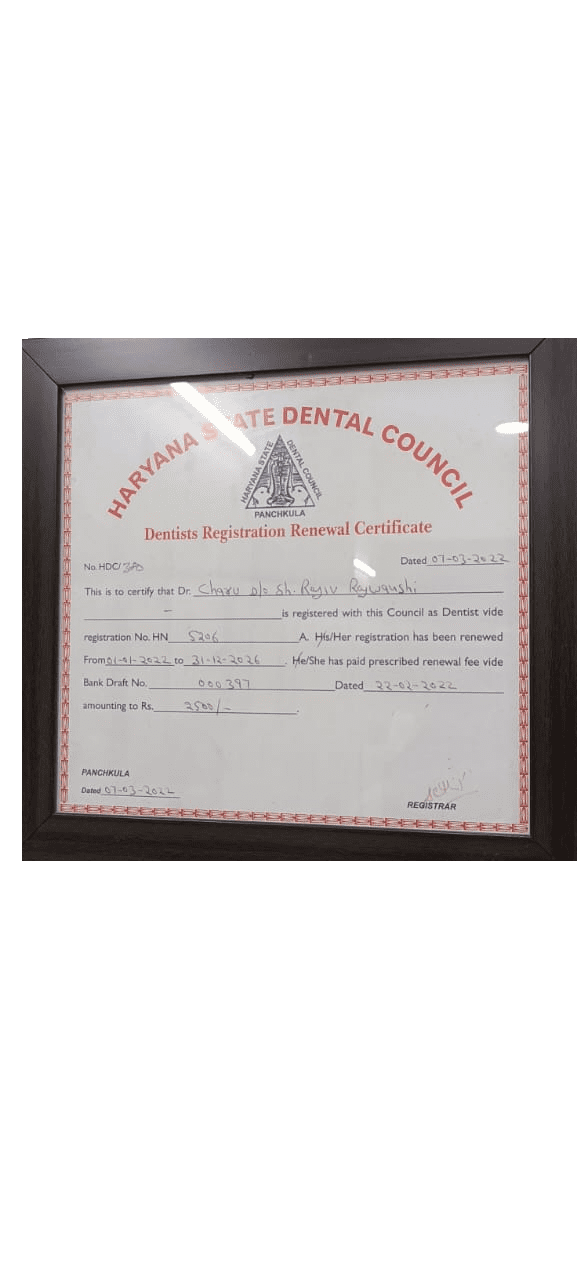 HARYANA STATE DENTAL COUNCIL
HARYANA STATE DENTAL COUNCIL
PANCHKULA
Dentists Registration Renewal Certificate
No. HDC/ Dated 07-03-2022
This is to certify that Dr. Charu D/o Sh. Rajiv Rajwanshi
– is registered with this Council as Dentist vide
registration No. HN 5206 A. His/Her registration has been renewed
From 01-01-2022 to 31-12-2026. He/She has paid prescribed renewal fee vide
Bank Draft No. 000397 Dated 22-02-2022
amounting to Rs. 2500/-.
PANCHKULA
Dated 07-03-2022
REGISTRAR